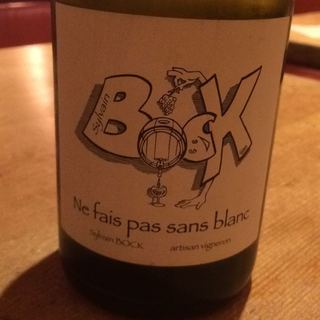 Sylvain
BOCK
Ne fais pas sans blanc
Sylvain BOCK artisan vigneron